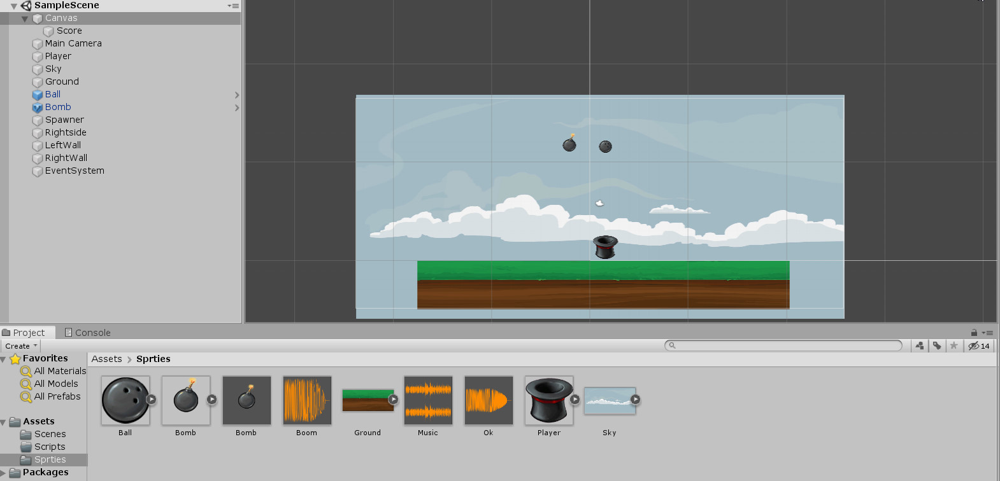 SampleScene
Canvas
Score
Main Camera
Player
Sky
Ground
Ball
Bomb
Spawner
Rightside
LeftWall
RightWall
EventSystem
Project
Console
Create
14
Favorites
All Materials
All Models
All Prefabs
Assets
Scenes
Scripts
Sprties
Packages
Assets > Sprties
Ball Bomb Bomb Boom Ground Music Ok Player Sky